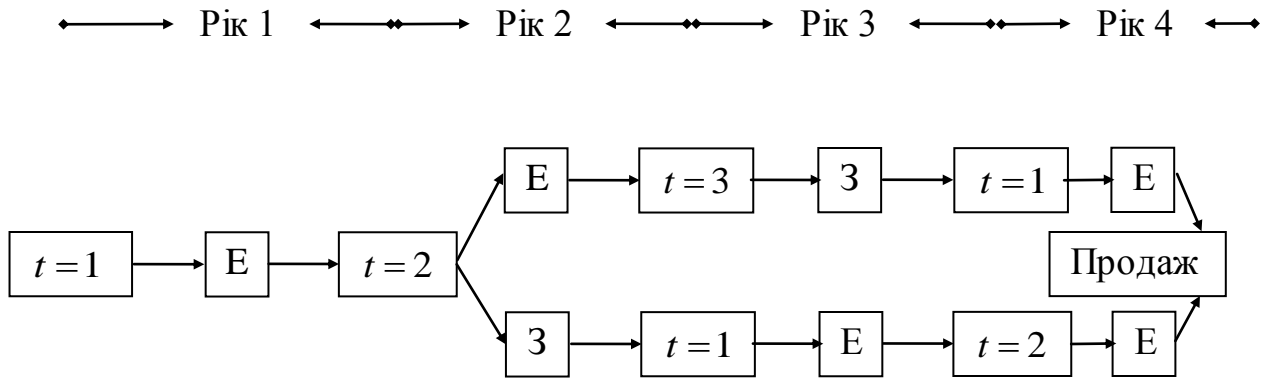 Рік 1 Рік 2 Рік 3 Рік 4
Е t = 3 З t = 1 Е
t = 1 Е t = 2 Продаж
З t = 1 Е t = 2 Е